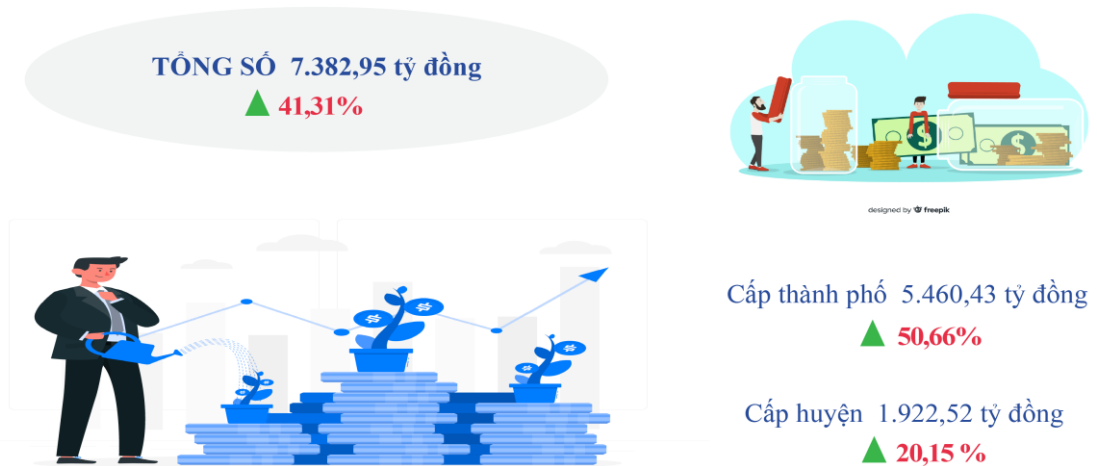 TỔNG SỐ 7.382,95 tỷ đồng
41,31%
designed by freepik
Cấp thành phố 5.460,43 tỷ đồng
50,66%
Cấp huyện 1.922,52 tỷ đồng
20,15 %